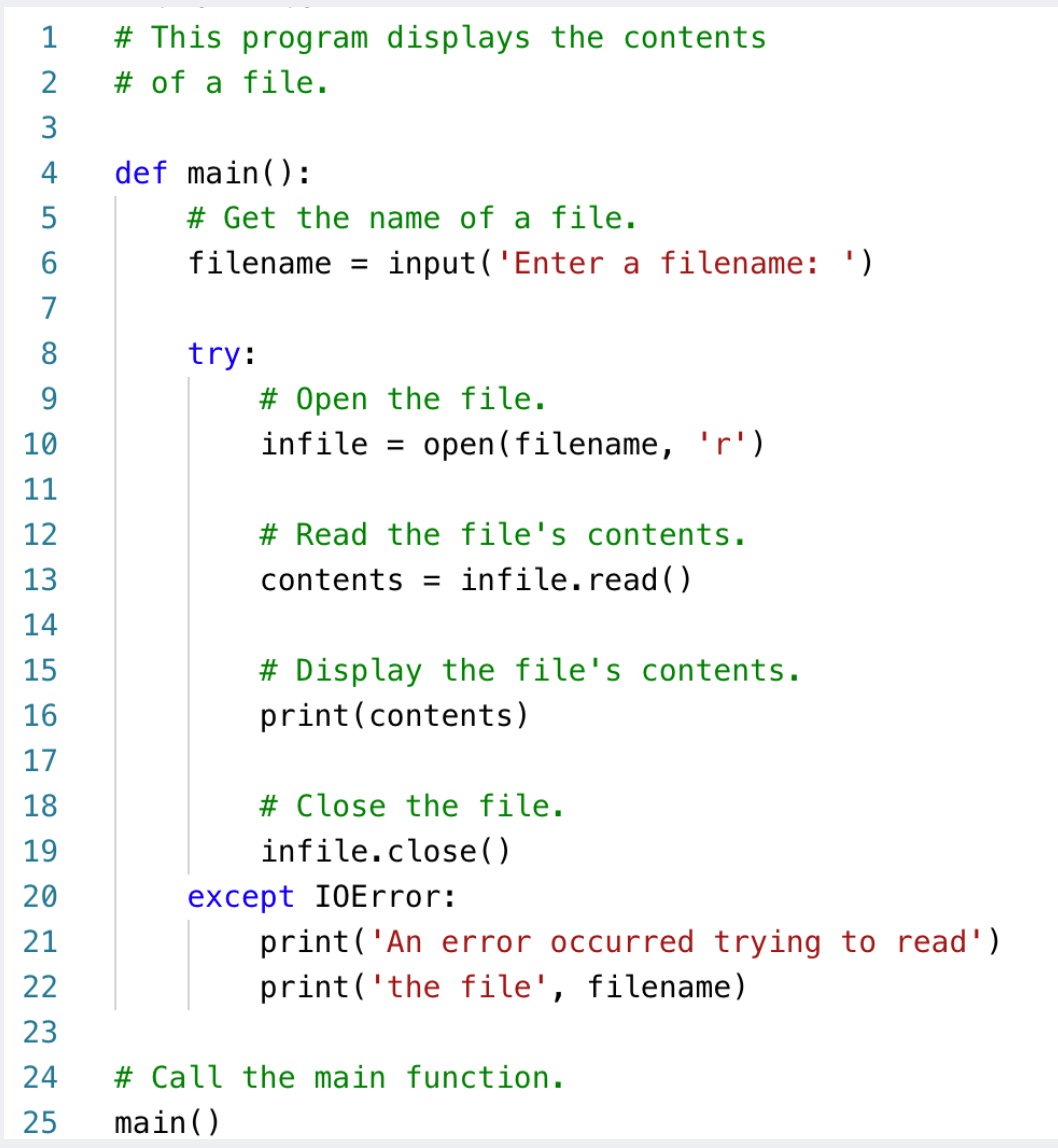 1 # This program displays the contents
2 # of a file.
3
4 def main():
5     # Get the name of a file.
6     filename = input('Enter a filename: ')
7
8     try:
9         # Open the file.
10         infile = open(filename, 'r')
11
12         # Read the file's contents.
13         contents = infile.read()
14
15         # Display the file's contents.
16         print(contents)
17
18         # Close the file.
19         infile.close()
20     except IOError:
21         print('An error occurred trying to read')
22         print('the file', filename)
23
24 # Call the main function.
25 main()